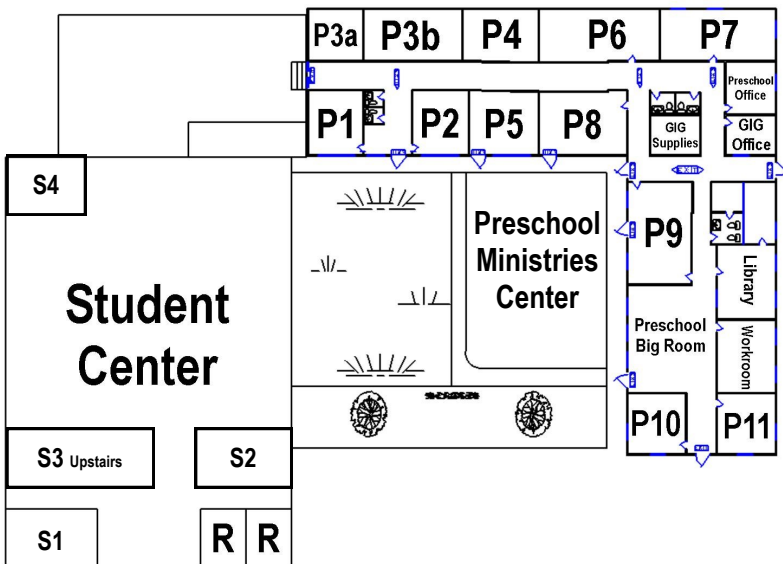 P3a
P3b
P4
P6
P7
Preschool
Office
P1
P2
P5
P8
GIG
Supplies
GIG
Office
EXIT
S4
P9
Preschool
Ministries
Center
Student
Center
Library
Preschool
Big Room
Workroom
P10
P11
S3 Upstairs
S2
S1
R
R